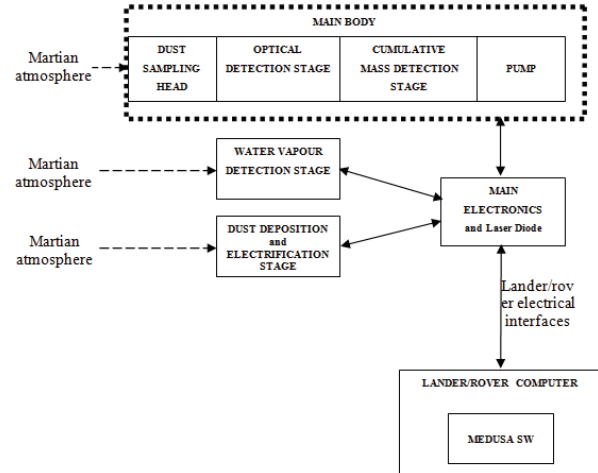 MAIN BODY
Martian
atmosphere
DUST
SAMPLING
HEAD
OPTICAL
DETECTION STAGE
CUMULATIVE
MASS DETECTION
STAGE
PUMP
Martian
atmosphere
WATER VAPOUR
DETECTION STAGE
MAIN
ELECTRONICS
and Laser Diode
Martian
atmosphere
DUST DEPOSITION
and
ELECTRIFICATION
STAGE
Lander/rov
er electrical
interfaces
LANDER/ROVER COMPUTER
MEDUSA SW